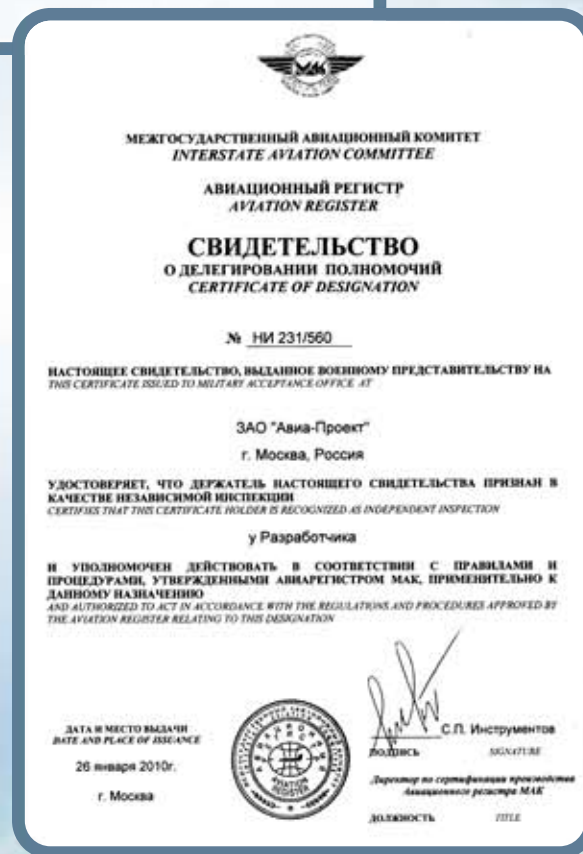 МАК
МЕЖГОСУДАРСТВЕННЫЙ АВИАЦИОННЫЙ КОМИТЕТ
INTERSTATE AVIATION COMMITTEE
АВИАЦИОННЫЙ РЕГИСТР
AVIATION REGISTER
СВИДЕТЕЛЬСТВО
О ДЕЛЕГИРОВАНИИ ПОЛНОМОЧИЙ
CERTIFICATE OF DESIGNATION
№ НИ 231/560
НАСТОЯЩЕЕ СВИДЕТЕЛЬСТВО, ВЫДАННОЕ ВОЕННОМУ ПРЕДСТАВИТЕЛЬСТВУ НА
THIS CERTIFICATE ISSUED TO MILITARY ACCEPTANCE OFFICE AT
ЗАО "Авиа-Проект"
г. Москва, Россия
УДОСТОВЕРЯЕТ, ЧТО ДЕРЖАТЕЛЬ НАСТОЯЩЕГО СВИДЕТЕЛЬСТВА ПРИЗНАН В
КАЧЕСТВЕ НЕЗАВИСИМОЙ ИНСПЕКЦИИ
CERTIFIES THAT THIS CERTIFICATE HOLDER IS RECOGNIZED AS INDEPENDENT INSPECTION
у Разработчика
И УПОЛНОМОЧЕН ДЕЙСТВОВАТЬ В СООТВЕТСТВИИ С ПРАВИЛАМИ И
ПРОЦЕДУРАМИ, УТВЕРЖДЕННЫМИ АВИАРЕГИСТРОМ МАК, ПРИМЕНИТЕЛЬНО К
ДАННОМУ НАЗНАЧЕНИЮ
AND AUTHORIZED TO ACT IN ACCORDANCE WITH THE REGULATIONS AND PROCEDURES APPROVED BY
THE AVIATION REGISTER RELATING TO THIS DESIGNATION
ДАТА И МЕСТО ВЫДАЧИ
DATE AND PLACE OF ISSUANCE
26 января 2010г.
г. Москва
AVIATION
REGISTER
С.П. Инструментов
ПОДПИСЬ SIGNATURE
Директор по сертификации производства
Авиационного регистра МАК
ДОЛЖНОСТЬ TITLE